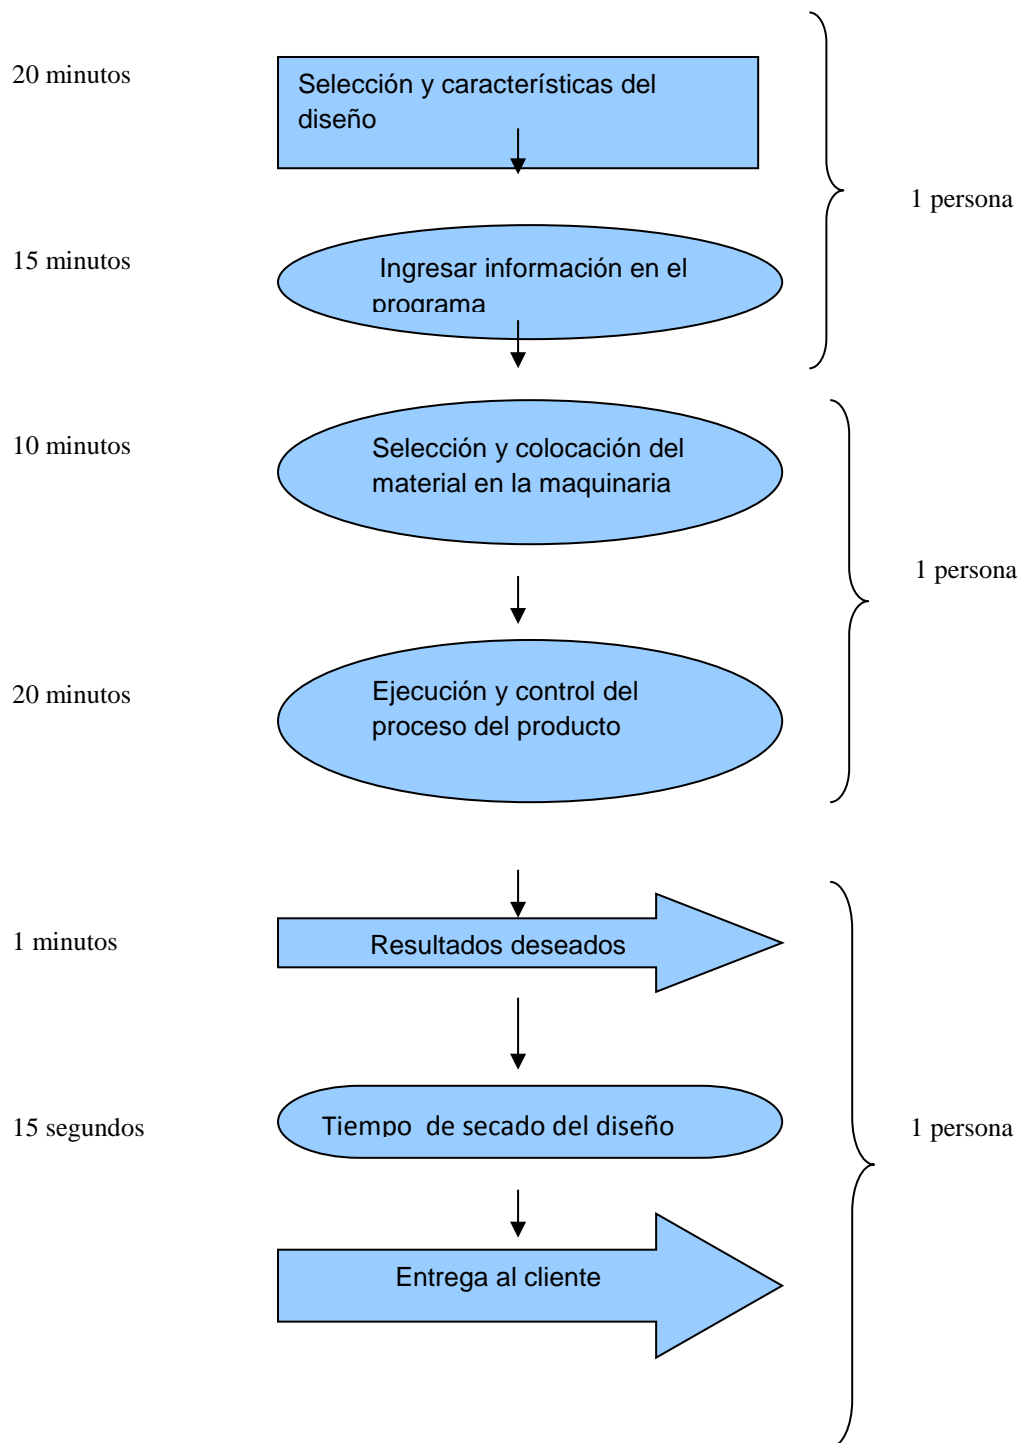 20 minutos
Selección y características del
diseño
1 persona
15 minutos
Ingresar información en el
programa
10 minutos
Selección y colocación del
material en la maquinaria
1 persona
20 minutos
Ejecución y control del
proceso del producto
1 minutos
Resultados deseados
15 segundos
Tiempo de secado del diseño
1 persona
Entrega al cliente